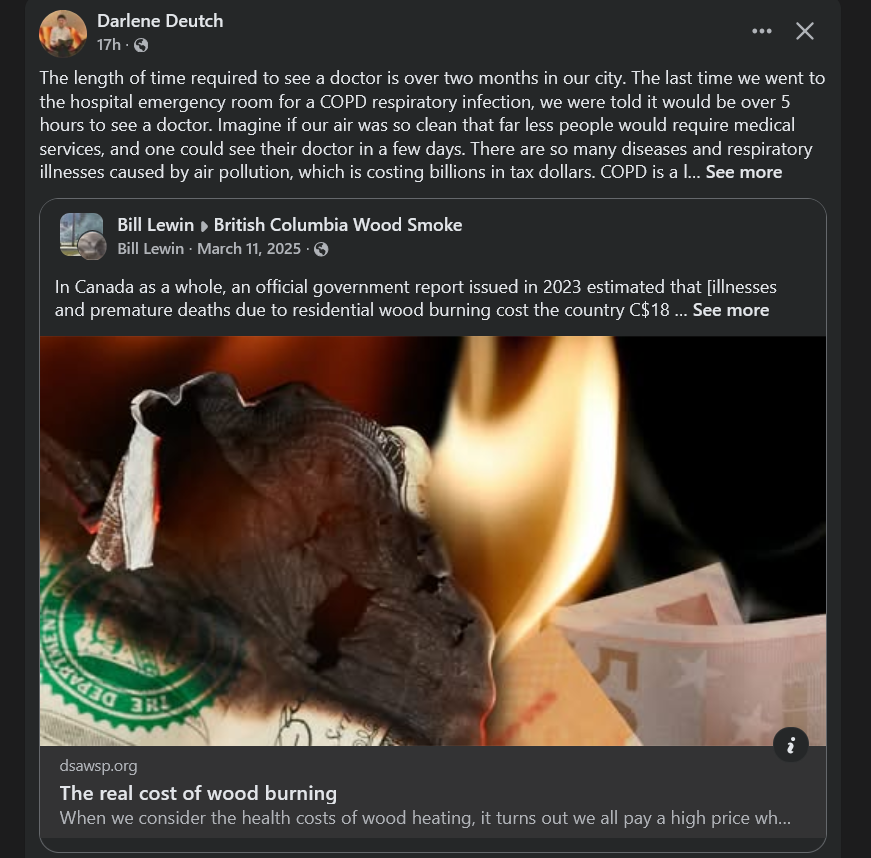 Darlene Deutch
17h ·
The length of time required to see a doctor is over two months in our city. The last time we went to
the hospital emergency room for a COPD respiratory infection, we were told it would be over 5
hours to see a doctor. Imagine if our air was so clean that far less people would require medical
services, and one could see their doctor in a few days. There are so many diseases and respiratory
illnesses caused by air pollution, which is costing billions in tax dollars. COPD is a l... See more
Bill Lewin British Columbia Wood Smoke
Bill Lewin · March 11, 2025 ·
In Canada as a whole, an official government report issued in 2023 estimated that [illnesses
and premature deaths due to residential wood burning cost the country C$18 ... See more
THE DEPARTMENT O
50
dsawsp.org
The real cost of wood burning
When we consider the health costs of wood heating, it turns out we all pay a high price wh...